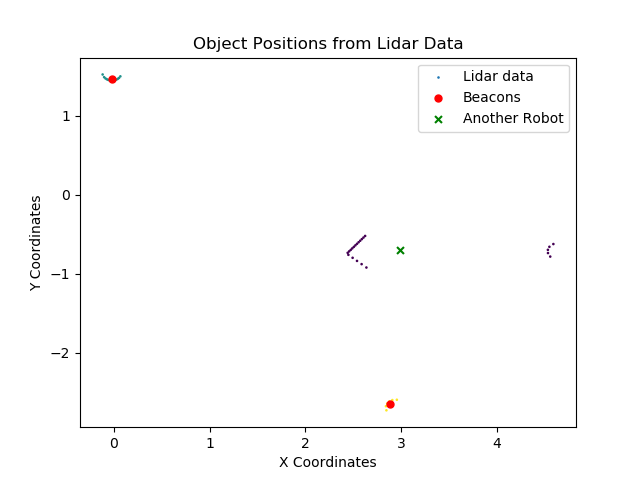 Object Positions from Lidar Data
Lidar data
Beacons
Another Robot
1
0
−1
−2
Y Coordinates
0
1
2
3
4
X Coordinates